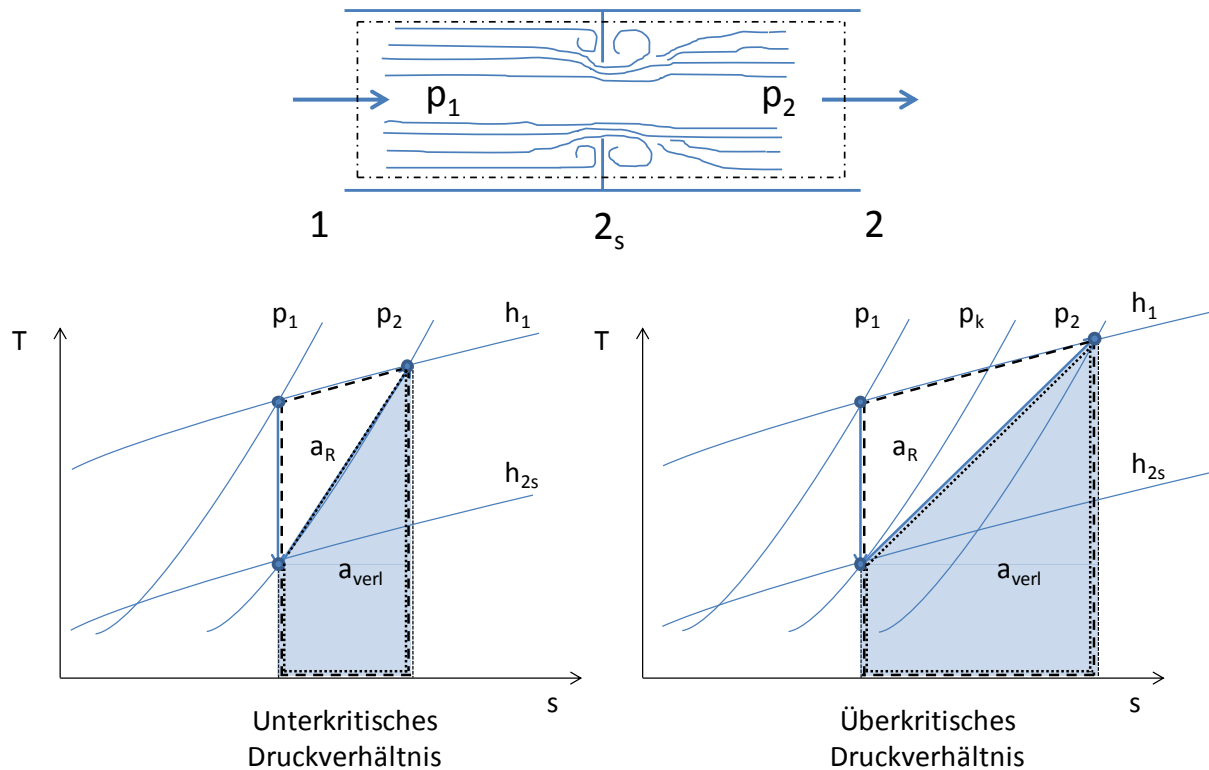 p1 p2
1 2s 2
T p1 p2 h1
aR
h2s
averl
s
Unterkritisches
Druckverhältnis
T p1 pk p2 h1
aR
h2s
averl
s
Überkritisches
Druckverhältnis